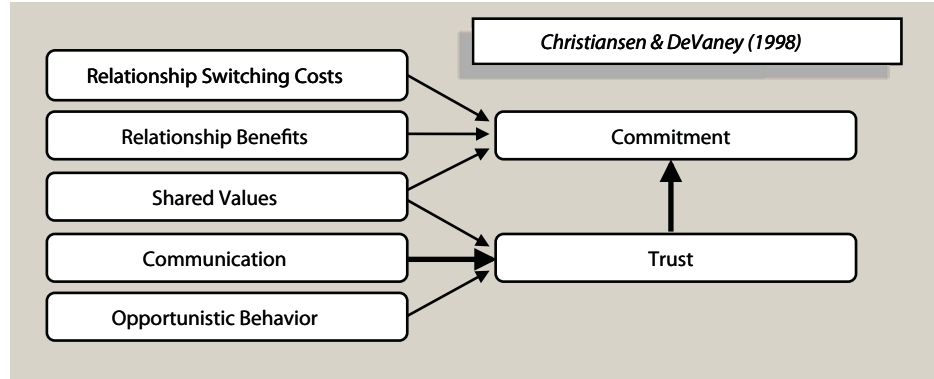 Christiansen & DeVaney (1998)
Relationship Switching Costs
Relationship Benefits
Commitment
Shared Values
Communication
Trust
Opportunistic Behavior